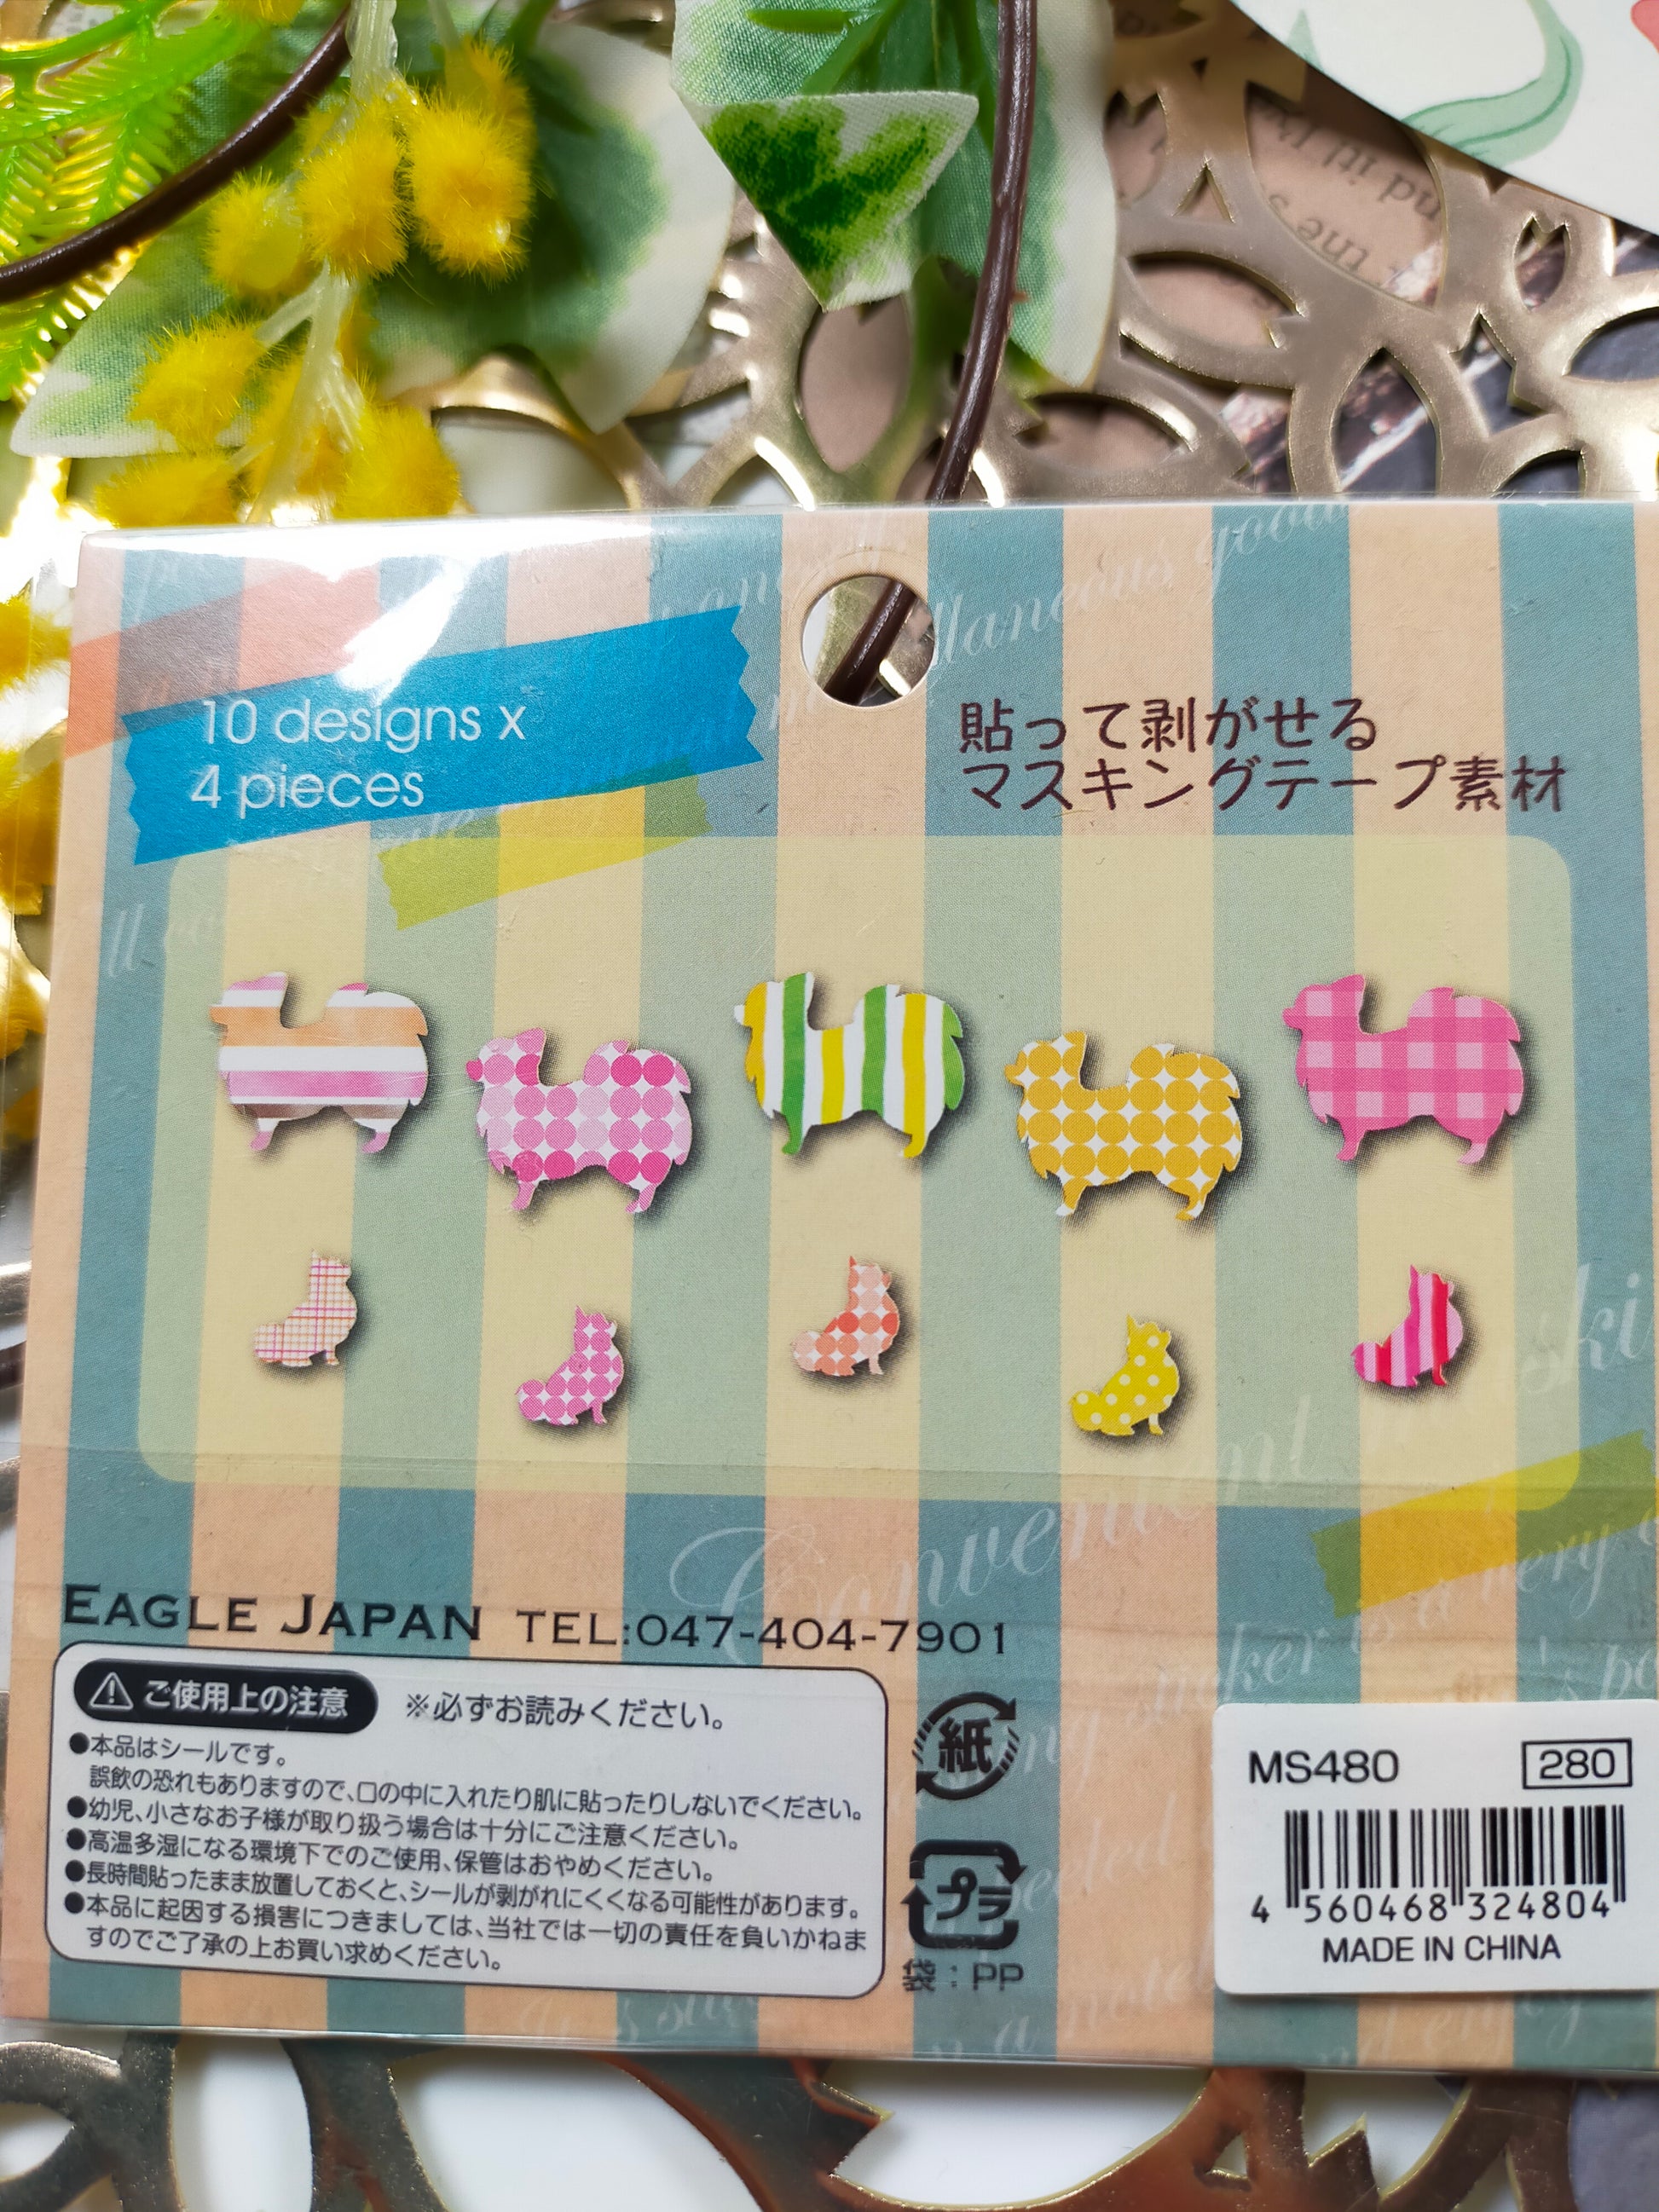 10 designs x
4 pieces
貼って剥がせる
マスキングテープ素材
Convenient
EAGLE JAPAN TEL:047-404-7901
ご使用上の注意 ※必ずお読みください。
●本品はシールです。
誤飲の恐れもありますので、口の中に入れたり肌に貼ったりしないでください。
●幼児、小さなお子様が取り扱う場合は十分にご注意ください。
●高温多湿になる環境下でのご使用、保管はおやめください。
●長時間貼ったまま放置しておくと、シールが剥がれにくくなる可能性があります。
●本品に起因する損害につきましては、当社では一切の責任を負いかねま
すのでご了承の上お買い求めください。
紙
プラ
袋：PP
MS480 280
4 560468 324804
MADE IN CHINA